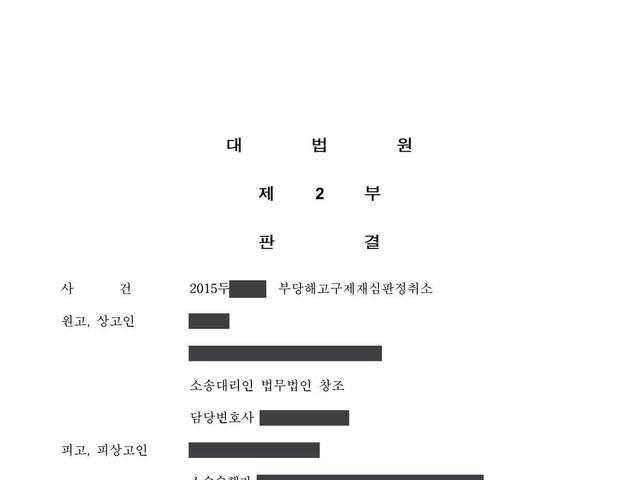 대 법 원
제 2 부
판 결
사 건 2015두 부당해고구제재심판정취소
원고, 상고인
소송대리인 법무법인 창조
담당변호사
피고, 피상고인